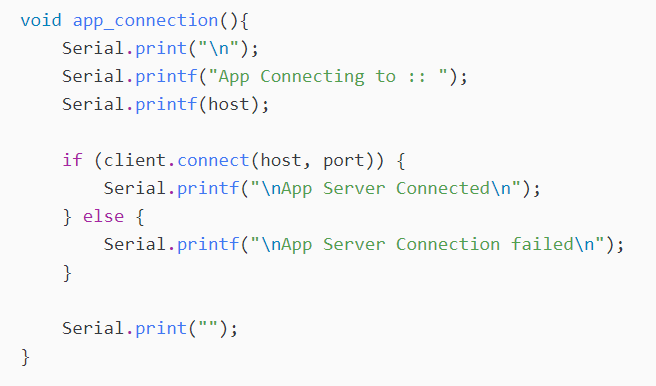 void app_connection(){
    Serial.print("\n");
    Serial.printf("App Connecting to :: ");
    Serial.printf(host);

    if (client.connect(host, port)) {
        Serial.printf("\nApp Server Connected\n");
    } else {
        Serial.printf("\nApp Server Connection failed\n");
    }

    Serial.print("");
}